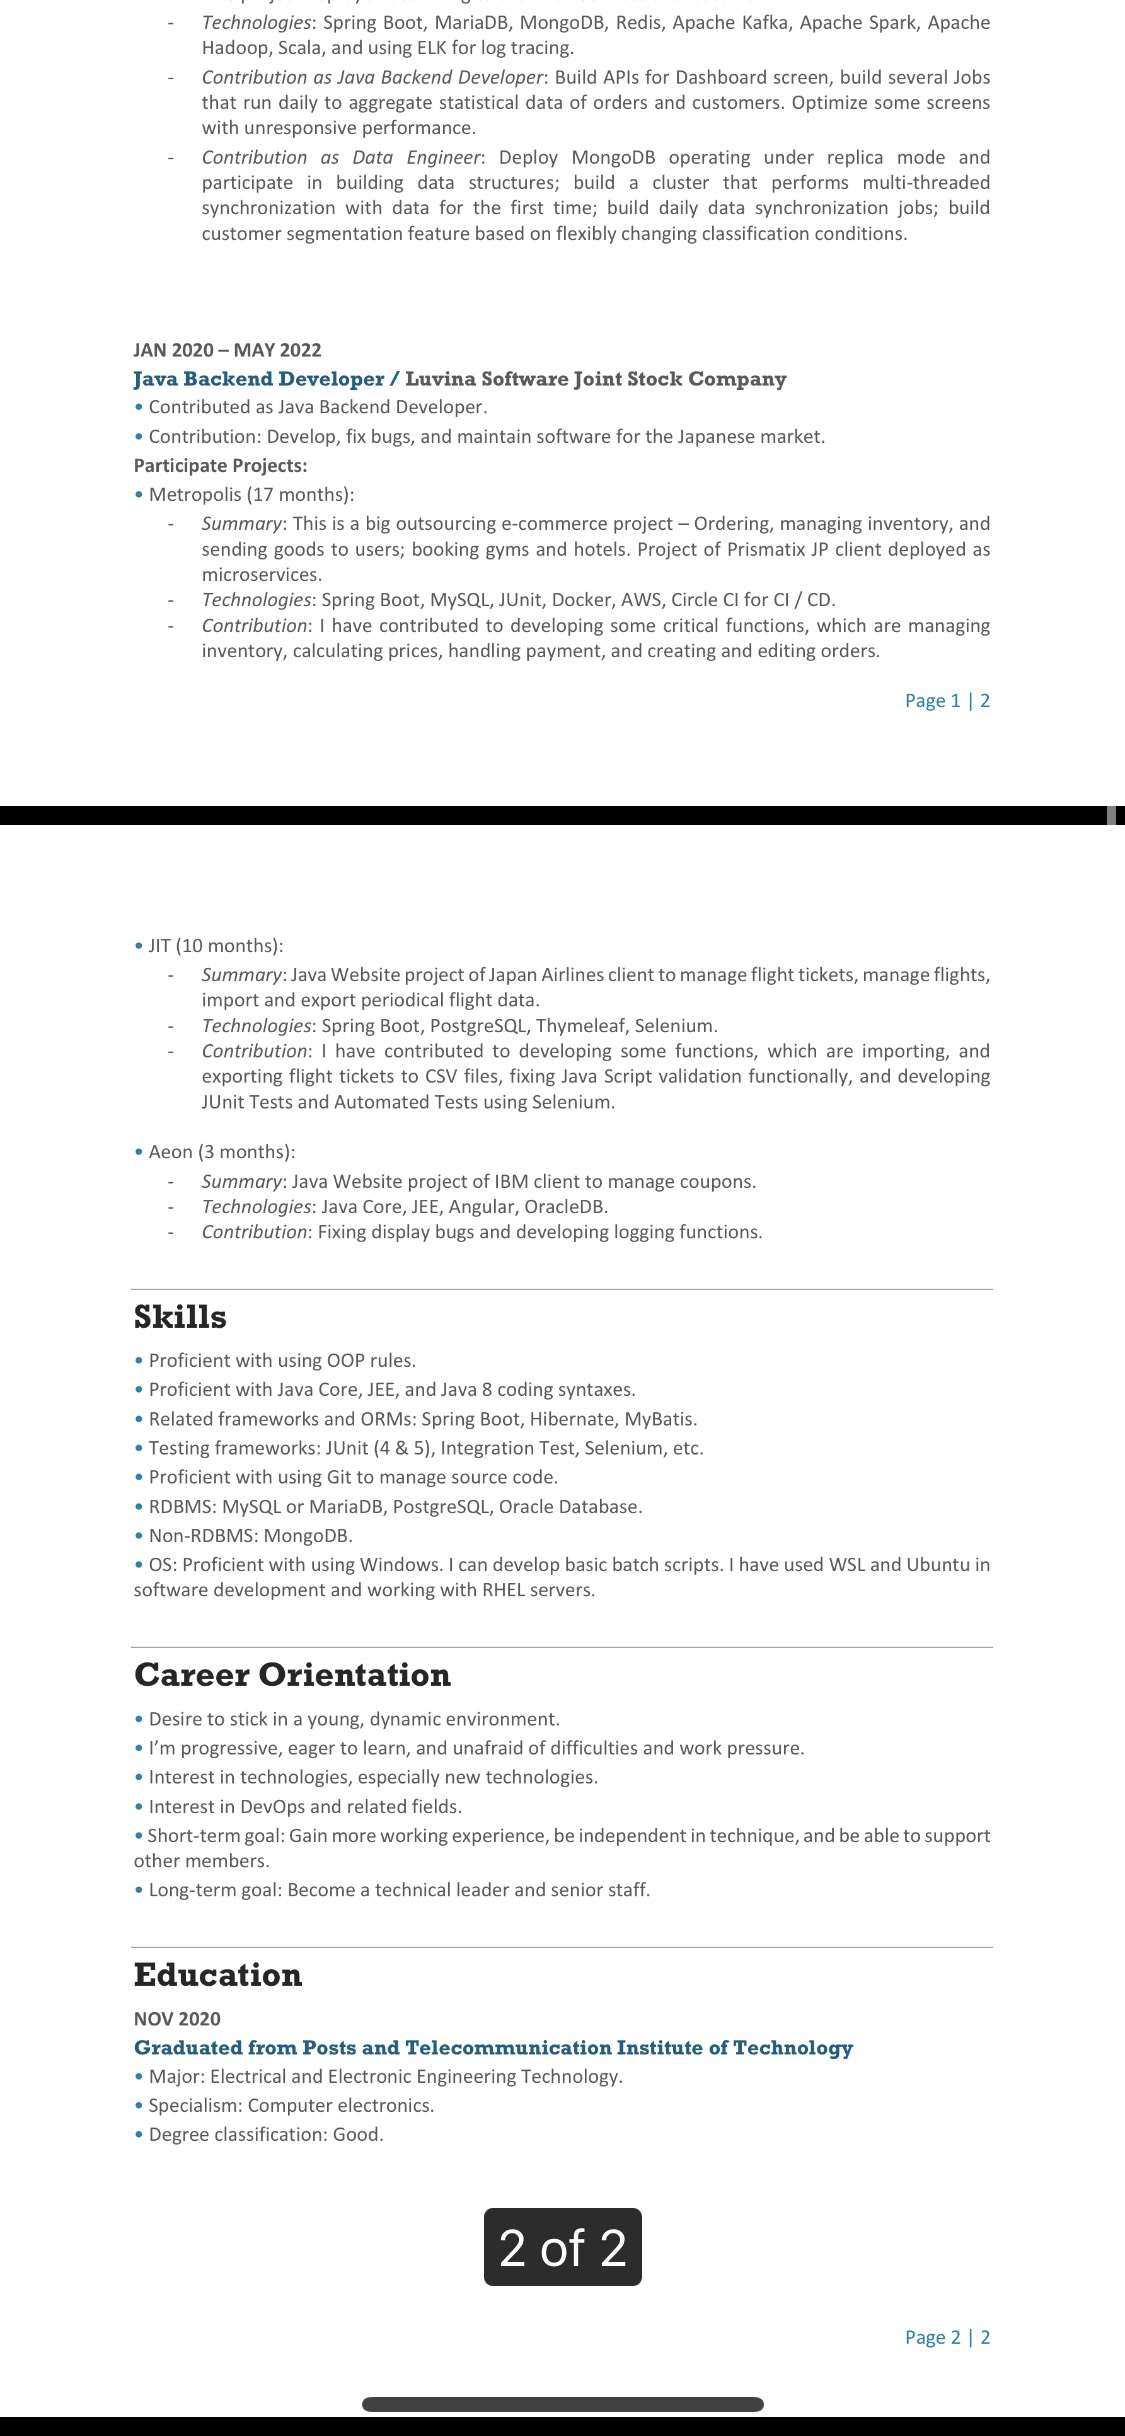 - Technologies: Spring Boot, MariaDB, MongoDB, Redis, Apache Kafka, Apache Spark, Apache
Hadoop, Scala, and using ELK for log tracing.
- Contribution as Java Backend Developer: Build APIs for Dashboard screen, build several Jobs
that run daily to aggregate statistical data of orders and customers. Optimize some screens
with unresponsive performance.
- Contribution as Data Engineer: Deploy MongoDB operating under replica mode and
participate in building data structures; build a cluster that performs multi-threaded
synchronization with data for the first time; build daily data synchronization jobs; build
customer segmentation feature based on flexibly changing classification conditions.
JAN 2020 – MAY 2022
Java Backend Developer / Luvina Software Joint Stock Company
• Contributed as Java Backend Developer.
• Contribution: Develop, fix bugs, and maintain software for the Japanese market.
Participate Projects:
• Metropolis (17 months):
- Summary: This is a big outsourcing e-commerce project – Ordering, managing inventory, and
sending goods to users; booking gyms and hotels. Project of Prismatix JP client deployed as
microservices.
- Technologies: Spring Boot, MySQL, JUnit, Docker, AWS, Circle CI for CI / CD.
- Contribution: I have contributed to developing some critical functions, which are managing
inventory, calculating prices, handling payment, and creating and editing orders.
Page 1 | 2
• JIT (10 months):
- Summary: Java Website project of Japan Airlines client to manage flight tickets, manage flights,
import and export periodical flight data.
- Technologies: Spring Boot, PostgreSQL, Thymeleaf, Selenium.
- Contribution: I have contributed to developing some functions, which are importing, and
exporting flight tickets to CSV files, fixing Java Script validation functionally, and developing
JUnit Tests and Automated Tests using Selenium.
• Aeon (3 months):
- Summary: Java Website project of IBM client to manage coupons.
- Technologies: Java Core, JEE, Angular, OracleDB.
- Contribution: Fixing display bugs and developing logging functions.
Skills
• Proficient with using OOP rules.
• Proficient with Java Core, JEE, and Java 8 coding syntaxes.
• Related frameworks and ORMs: Spring Boot, Hibernate, MyBatis.
• Testing frameworks: JUnit (4 & 5), Integration Test, Selenium, etc.
• Proficient with using Git to manage source code.
• RDBMS: MySQL or MariaDB, PostgreSQL, Oracle Database.
• Non-RDBMS: MongoDB.
• OS: Proficient with using Windows. I can develop basic batch scripts. I have used WSL and Ubuntu in
software development and working with RHEL servers.
Career Orientation
• Desire to stick in a young, dynamic environment.
• I’m progressive, eager to learn, and unafraid of difficulties and work pressure.
• Interest in technologies, especially new technologies.
• Interest in DevOps and related fields.
• Short-term goal: Gain more working experience, be independent in technique, and be able to support
other members.
• Long-term goal: Become a technical leader and senior staff.
Education
NOV 2020
Graduated from Posts and Telecommunication Institute of Technology
• Major: Electrical and Electronic Engineering Technology.
• Specialism: Computer electronics.
• Degree classification: Good.
2 of 2
Page 2 | 2